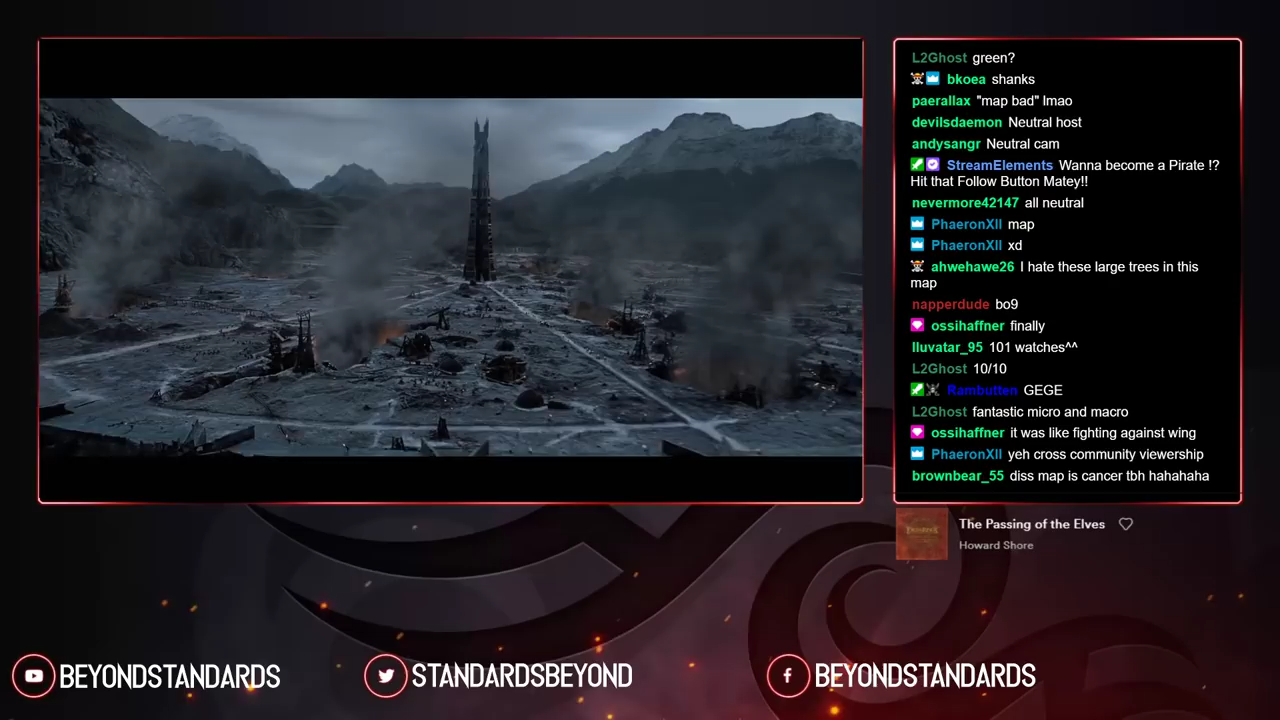 L2Ghost green?
bkoea shanks
paerallax "map bad" lmao
devilsdaemon Neutral host
andysangr Neutral cam
StreamElements Wanna become a Pirate !?
Hit that Follow Button Matey!!
nevermore42147 all neutral
PhaeronXII map
PhaeronXII xd
ahwehawe26 I hate these large trees in this
map
napperdude bo9
ossihaffner finally
lluvatar_95 101 watches^^
L2Ghost 10/10
Rambutten GEGE
L2Ghost fantastic micro and macro
ossihaffner it was like fighting against wing
PhaeronXII yeh cross community viewership
brownbear_55 diss map is cancer tbh hahahaha
The Passing of the Elves
Howard Shore
BEYONDSTANDARDS
STANDARDSBEYOND
BEYONDSTANDARDS